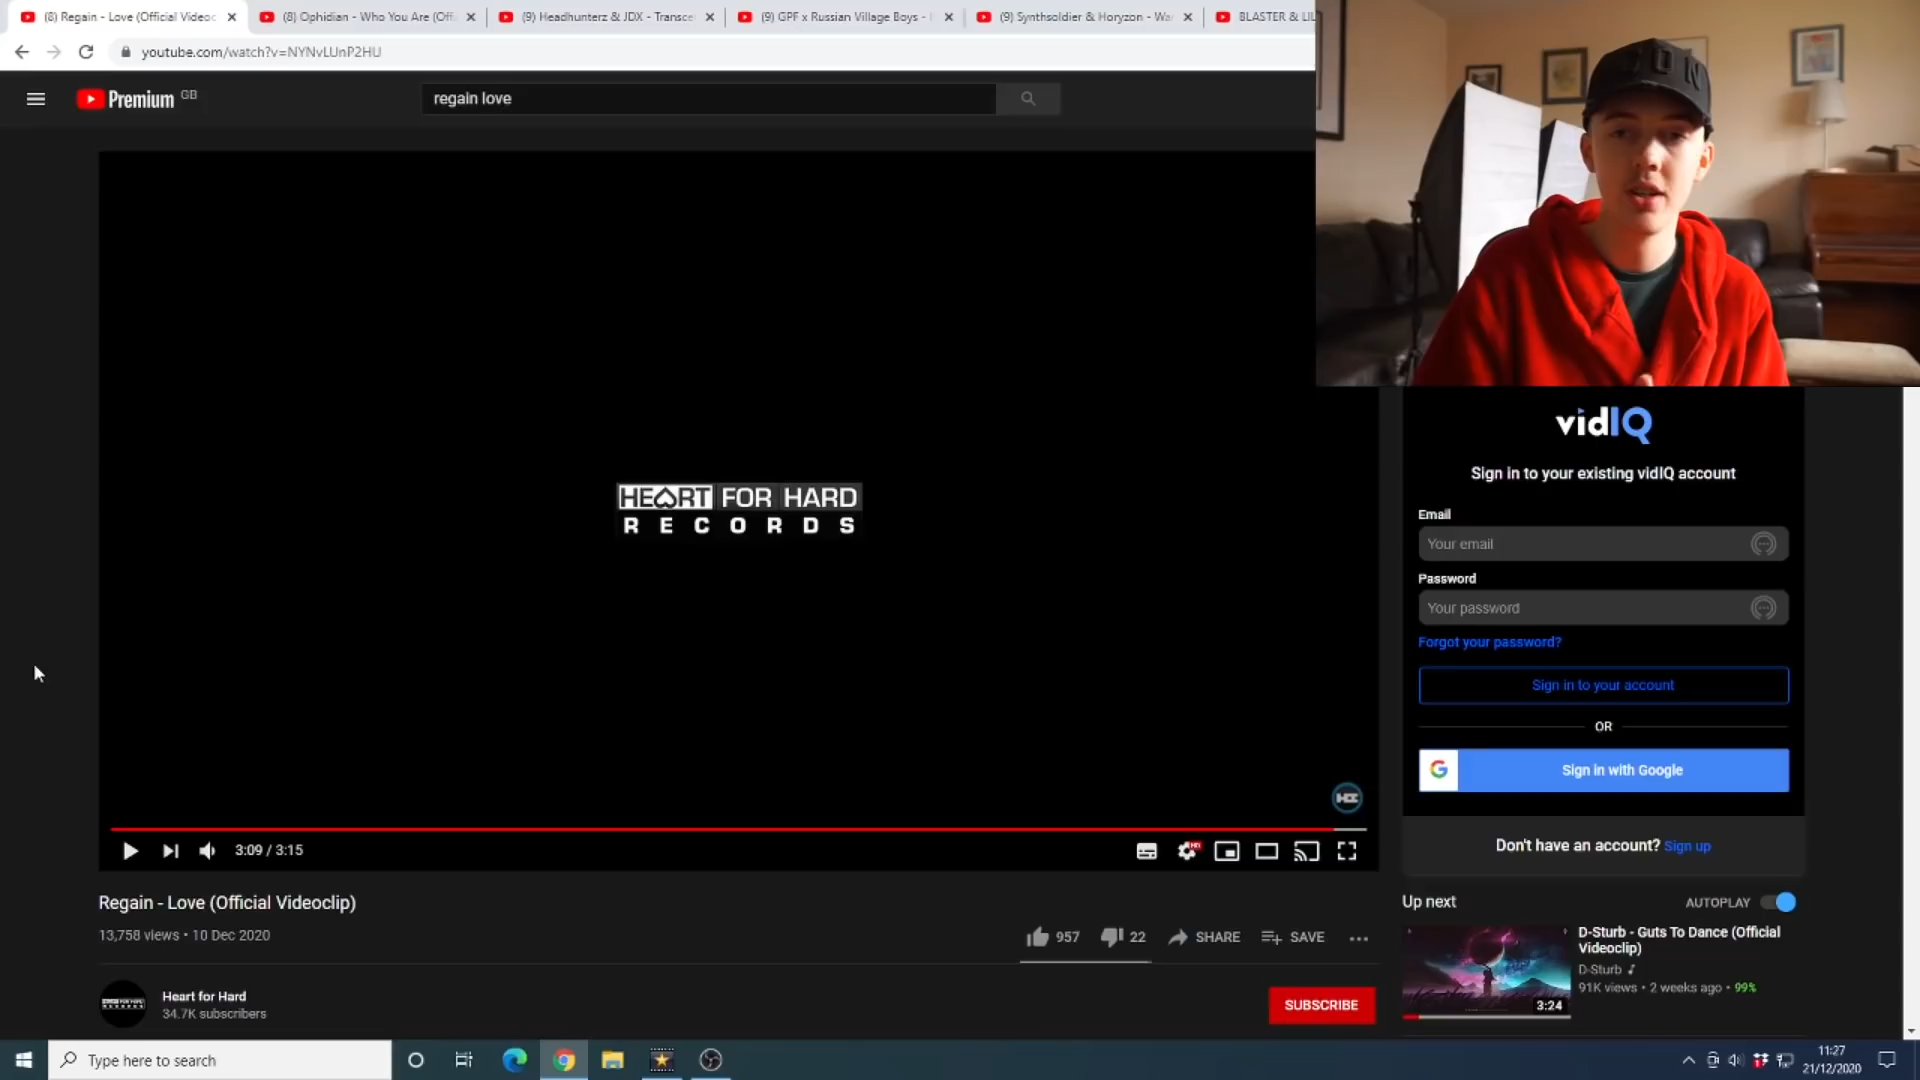 (8) Regain - Love (Official Videoc
(8) Ophidian - Who You Are (Offi
(9) Headhunterz & JDX - Transce
(9) GPF x Russian Village Boys -
(9) Synthsoldier & Horyzon - Wa
BLASTER & LIL
youtube.com/watch?v=NYNvLUnP2HU
Premium GB
regain love
HEART FOR HARD
RECORDS
3:09 / 3:15
HD
Regain - Love (Official Videoclip)
13,758 views • 10 Dec 2020
957
22
SHARE
SAVE
Heart for Hard
34.7K subscribers
SUBSCRIBE
vidIQ
Sign in to your existing vidIQ account
Email
Your email
Password
Your password
Forgot your password?
Sign in to your account
OR
G
Sign in with Google
Don't have an account? Sign up
Up next
AUTOPLAY
D-Sturb - Guts To Dance (Official
Videoclip)
D-Sturb
91K views • 2 weeks ago • 99%
3:24
Type here to search
11:27
21/12/2020